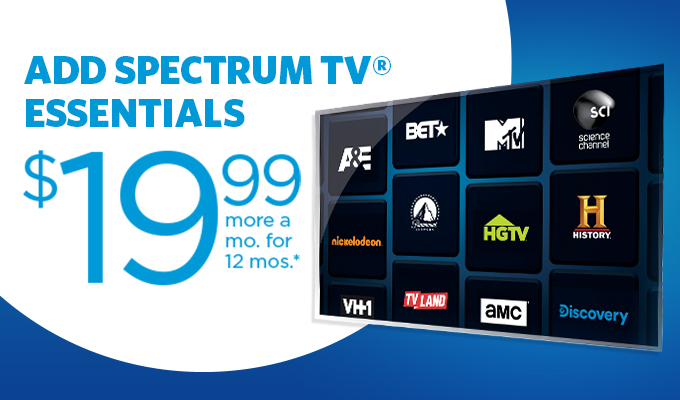 ADD SPECTRUM TV®
ESSENTIALS
$19.99
more a
mo. for
12 mos.*
A&E
BET★
MTV
SCI
science
channel
nickelodeon
Paramount
HGTV
H
HISTORY
VH1
TV LAND
aMC
Discovery